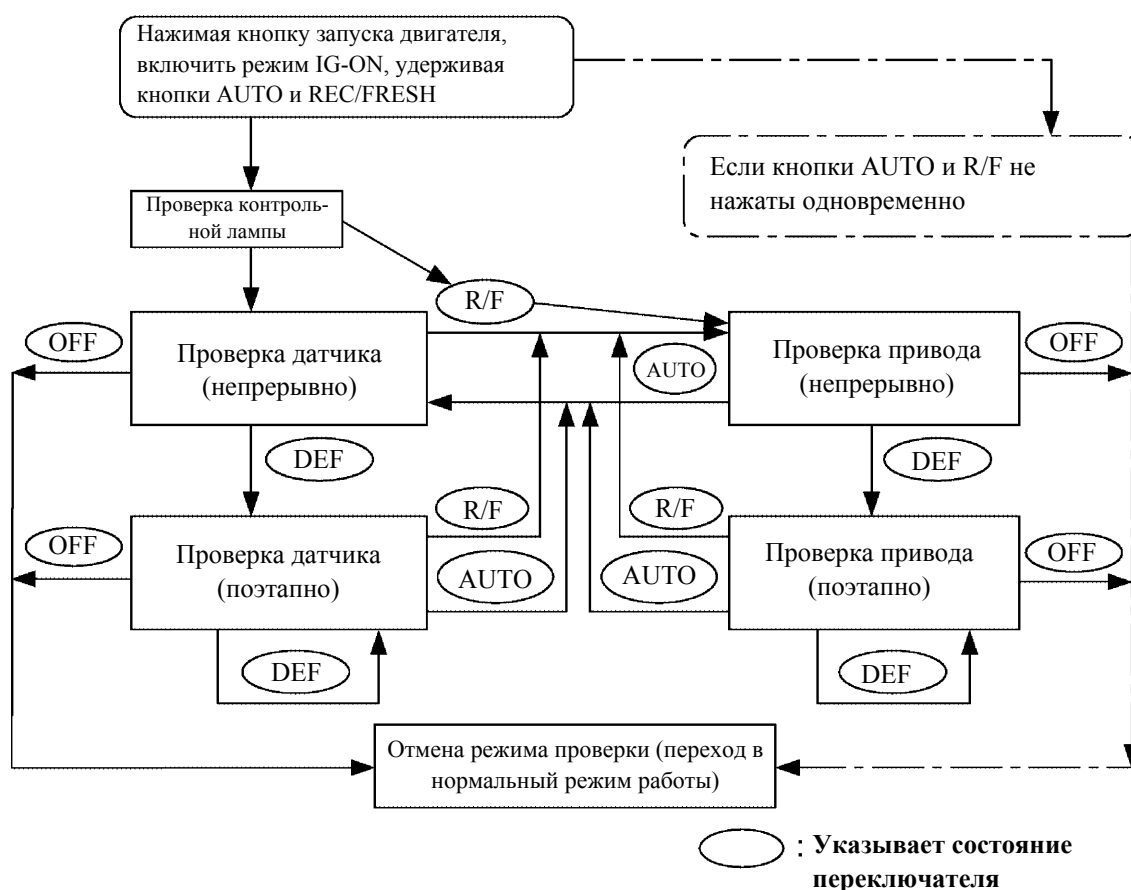 Нажимая кнопку запуска двигателя,
включить режим IG-ON, удерживая
кнопки AUTO и REC/FRESH
Если кнопки AUTO и R/F не
нажаты одновременно
Проверка контроль-
ной лампы
R/F
OFF
Проверка датчика
(непрерывно)
AUTO
Проверка привода
(непрерывно)
OFF
DEF
DEF
R/F
R/F
OFF
Проверка датчика
(поэтапно)
AUTO
AUTO
Проверка привода
(поэтапно)
OFF
DEF
DEF
Отмена режима проверки (переход в
нормальный режим работы)
: Указывает состояние
переключателя